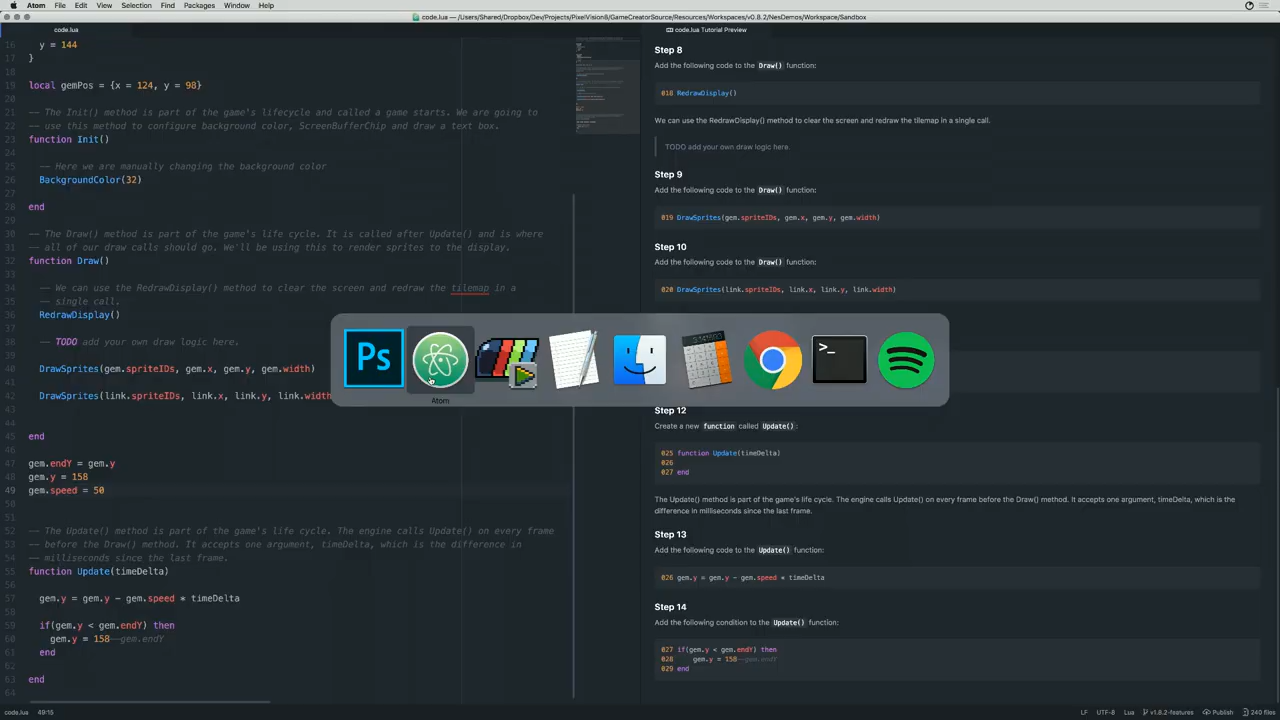 Atom File Edit View Selection Find Packages Window Help
code.lua — /Users/Shared/Dropbox/Dev/Projects/PixelVision8/GameCreatorSource/Resources/Workspaces/v0.8.2/NesDemos/Workspace/Sandbox
code.lua
code.lua Tutorial Preview
16 y = 144
17 }
18
19 local gemPos = {x = 124, y = 98}
20
21 -- The Init() method is part of the game's lifecycle and called a game starts. We are going to
22 -- use this method to configure background color, ScreenBufferChip and draw a text box.
23 function Init()
24
25 -- Here we are manually changing the background color
26 BackgroundColor(32)
27
28 end
29
30 -- The Draw() method is part of the game's life cycle. It is called after Update() and is where
31 -- all of our draw calls should go. We'll be using this to render sprites to the display.
32 function Draw()
33
34 -- We can use the RedrawDisplay() method to clear the screen and redraw the tilemap in a
35 -- single call.
36 RedrawDisplay()
37
38 -- TODO add your own draw logic here.
39
40 DrawSprites(gem.spriteIDs, gem.x, gem.y, gem.width)
41
42 DrawSprites(link.spriteIDs, link.x, link.y, link.width
43
44
45 end
46
47 gem.endY = gem.y
48 gem.y = 158
49 gem.speed = 50
50
51
52 -- The Update() method is part of the game's life cycle. The engine calls Update() on every frame
53 -- before the Draw() method. It accepts one argument, timeDelta, which is the difference in
54 -- milliseconds since the last frame.
55 function Update(timeDelta)
56
57 gem.y = gem.y - gem.speed * timeDelta
58
59 if(gem.y < gem.endY) then
60 gem.y = 158--gem.endY
61 end
62
63 end
64
Step 8
Add the following code to the Draw() function:
018 RedrawDisplay()
We can use the RedrawDisplay() method to clear the screen and redraw the tilemap in a single call.
TODO add your own draw logic here.
Step 9
Add the following code to the Draw() function:
019 DrawSprites(gem.spriteIDs, gem.x, gem.y, gem.width)
Step 10
Add the following code to the Draw() function:
020 DrawSprites(link.spriteIDs, link.x, link.y, link.width)
Ps
>_
Atom
Step 12
Create a new function called Update():
025 function Update(timeDelta)
026
027 end
The Update() method is part of the game's life cycle. The engine calls Update() on every frame before the Draw() method. It accepts one argument, timeDelta, which is the
difference in milliseconds since the last frame.
Step 13
Add the following code to the Update() function:
026 gem.y = gem.y - gem.speed * timeDelta
Step 14
Add the following condition to the Update() function:
027 if(gem.y < gem.endY) then
028 gem.y = 158--gem.endY
029 end
code.lua 49:15
LF UTF-8 Lua v1.8.2-features Publish 240 files